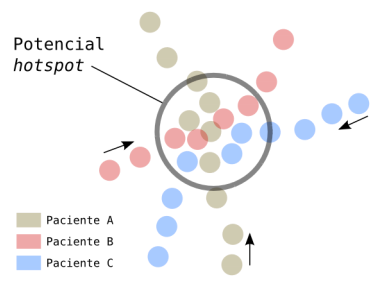 Potencial
hotspot
Paciente A
Paciente B
Paciente C